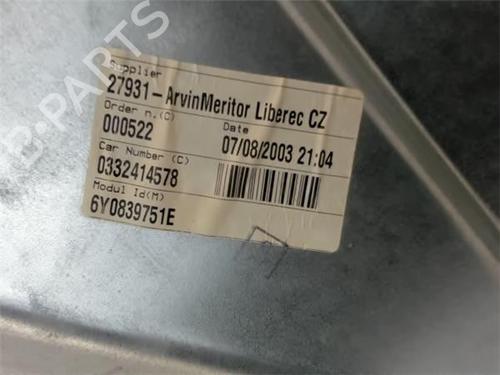 B-PARTS
Supplier
27931-ArvinMeritor Liberec CZ
Order n.(C)
Date
000522
07/08/2003 21:04
Car Number (C)
0332414578
Modul Id(M)
6Y0839751E